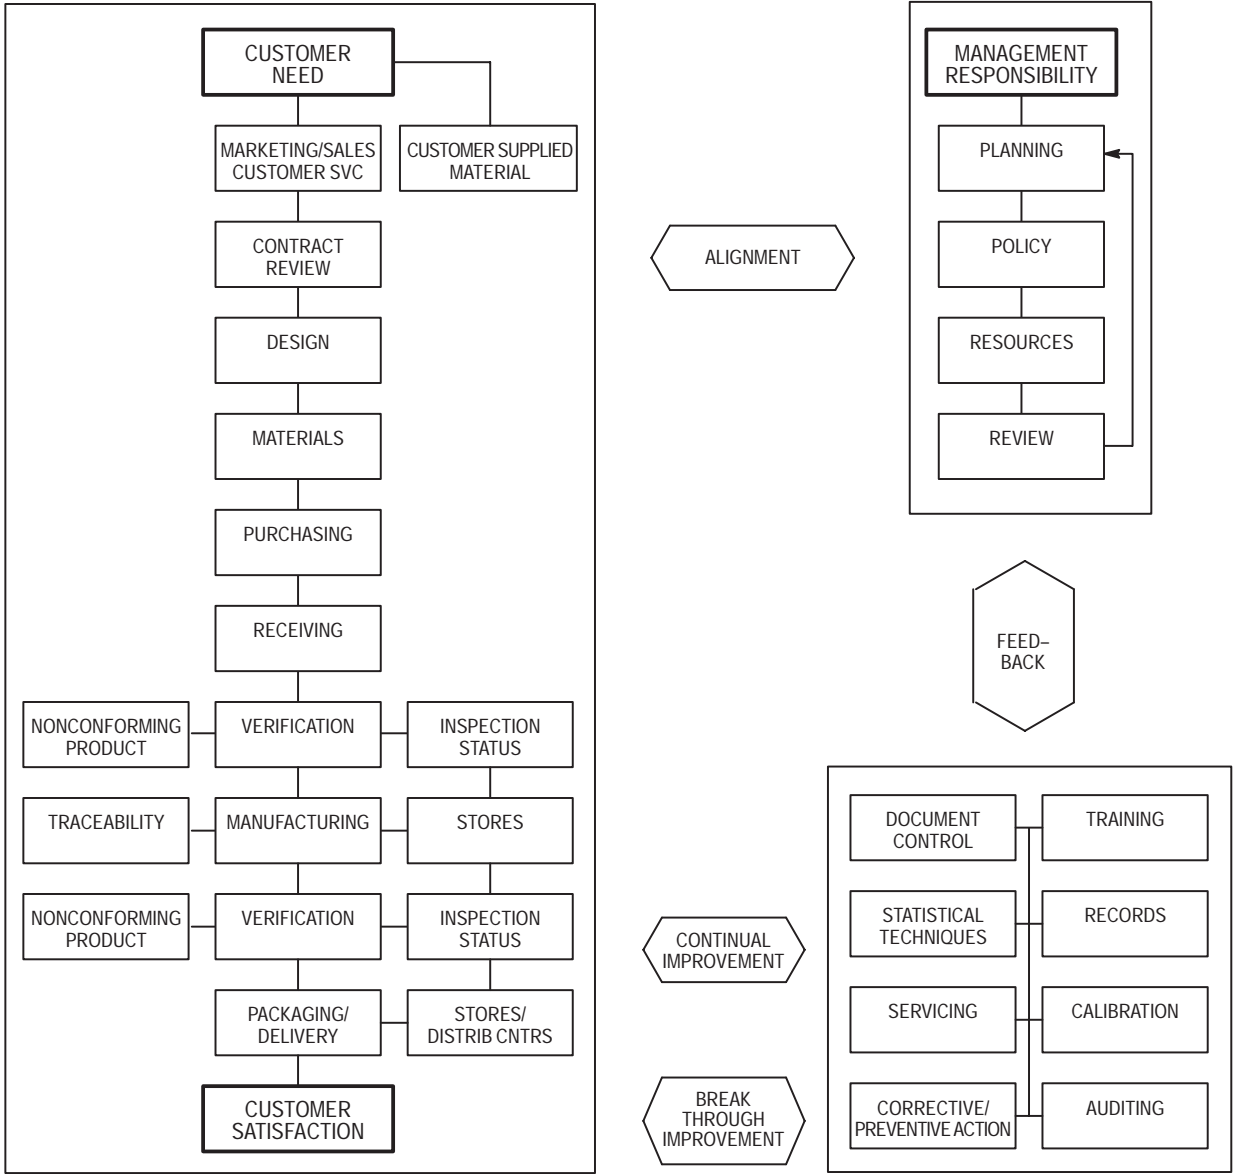 CUSTOMER
NEED
MARKETING/SALES
CUSTOMER SVC
CUSTOMER SUPPLIED
MATERIAL
CONTRACT
REVIEW
DESIGN
MATERIALS
PURCHASING
RECEIVING
NONCONFORMING
PRODUCT
VERIFICATION
INSPECTION
STATUS
TRACEABILITY
MANUFACTURING
STORES
NONCONFORMING
PRODUCT
VERIFICATION
INSPECTION
STATUS
PACKAGING/
DELIVERY
STORES/
DISTRIB CNTRS
CUSTOMER
SATISFACTION
ALIGNMENT
CONTINUAL
IMPROVEMENT
BREAK
THROUGH
IMPROVEMENT
MANAGEMENT
RESPONSIBILITY
PLANNING
POLICY
RESOURCES
REVIEW
FEED–
BACK
DOCUMENT
CONTROL
TRAINING
STATISTICAL
TECHNIQUES
RECORDS
SERVICING
CALIBRATION
CORRECTIVE/
PREVENTIVE ACTION
AUDITING